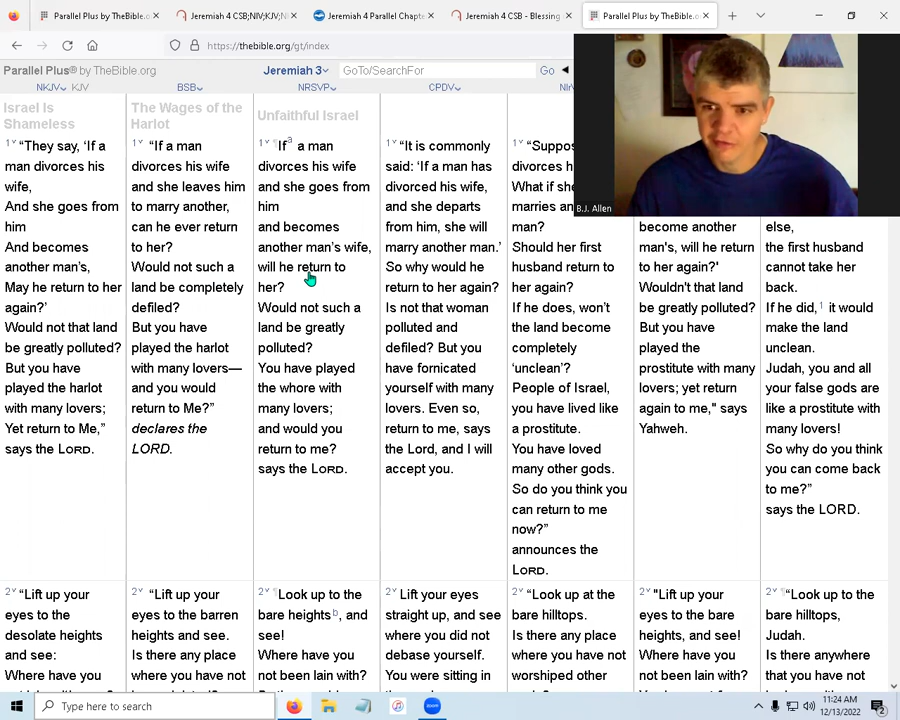 Parallel Plus by TheBible.o
Jeremiah 4 CSB;NIV;KJV;N
Jeremiah 4 Parallel Chapte
Jeremiah 4 CSB - Blessing
Parallel Plus by TheBible.o
https://thebible.org/gt/index
Parallel Plus® by TheBible.org
Jeremiah 3
GoTo/SearchFor
Go
NKJV KJV
BSB
NRSVP
CPDV
NIr
Israel Is
Shameless
1 v “They say, ‘If a
man divorces his
wife,
And she goes from
him
And becomes
another man’s,
May he return to her
again?’
Would not that land
be greatly polluted?
But you have
played the harlot
with many lovers;
Yet return to Me,”
says the LORD.
The Wages of the
Harlot
1 v “If a man
divorces his wife
and she leaves him
to marry another,
can he ever return
to her?
Would not such a
land be completely
defiled?
But you have
played the harlot
with many lovers—
and you would
return to Me?”
declares the
LORD.
Unfaithful Israel
1 v ¶If a a man
divorces his wife
and she goes from
him
and becomes
another man’s wife,
will he return to
her?
Would not such a
land be greatly
polluted?
You have played
the whore with
many lovers;
and would you
return to me?
says the LORD.
1 v “It is commonly
said: ‘If a man has
divorced his wife,
and she departs
from him, she will
marry another man.’
So why would he
return to her again?
Is not that woman
polluted and
defiled? But you
have fornicated
yourself with many
lovers. Even so,
return to me, says
the Lord, and I will
accept you.
1 v “Suppos
divorces h
What if she
marries an
man?
Should her first
husband return to
her again?
If he does, won’t
the land become
completely
‘unclean’?
People of Israel,
you have lived like
a prostitute.
You have loved
many other gods.
So do you think you
can return to me
now?”
announces the
LORD.
become another
man's, will he return
to her again?'
Wouldn't that land
be greatly polluted?
But you have
played the
prostitute with many
lovers; yet return
again to me," says
Yahweh.
else,
the first husband
cannot take her
back.
If he did, 1 it would
make the land
unclean.
Judah, you and all
your false gods are
like a prostitute with
many lovers!
So why do you think
you can come back
to me?”
says the LORD.
2 v “Lift up your
eyes to the
desolate heights
and see:
Where have you
2 v “Lift up your
eyes to the barren
heights and see.
Is there any place
where you have not
2 v ¶Look up to the
bare heights b, and
see!
Where have you
not been lain with?
2 v Lift your eyes
straight up, and see
where you did not
debase yourself.
You were sitting in
2 v “Look up at the
bare hilltops.
Is there any place
where you have not
worshiped other
2 v "Lift up your
eyes to the bare
heights, and see!
Where have you
not been lain with?
2 v ¶“Look up to the
bare hilltops,
Judah.
Is there anywhere
that you have not
B.J. Allen
Type here to search
11:24 AM
12/13/2022
2